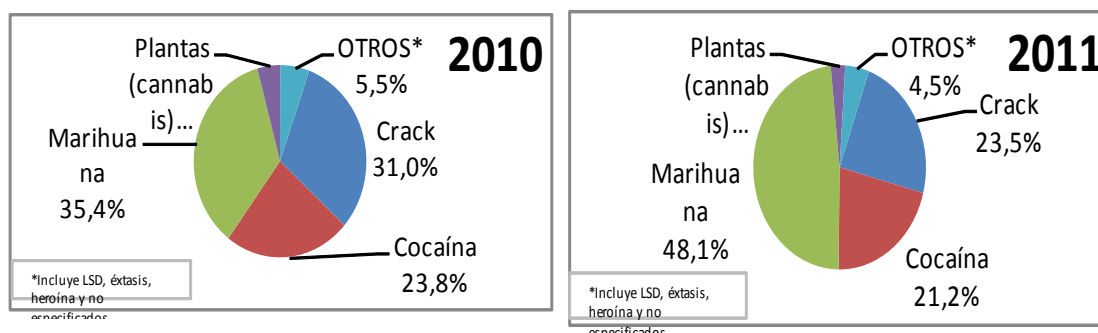 2010
Plantas
(cannab
is)...
OTROS*
5,5%
Crack
31,0%
Marihua
na
35,4%
Cocaína
23,8%
*Incluye LSD, éxtasis,
heroína y no
especificados
2011
Plantas
(cannab
is)...
OTROS*
4,5%
Crack
23,5%
Marihua
na
48,1%
Cocaína
21,2%
*Incluye LSD, éxtasis,
heroína y no
especificados